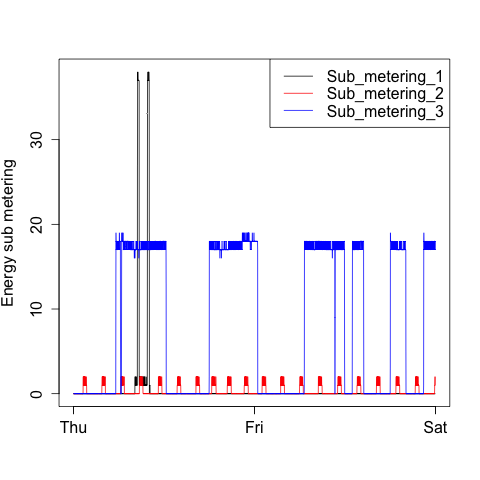 Sub_metering_1
Sub_metering_2
Sub_metering_3
Energy sub metering
30
20
10
0
Thu
Fri
Sat